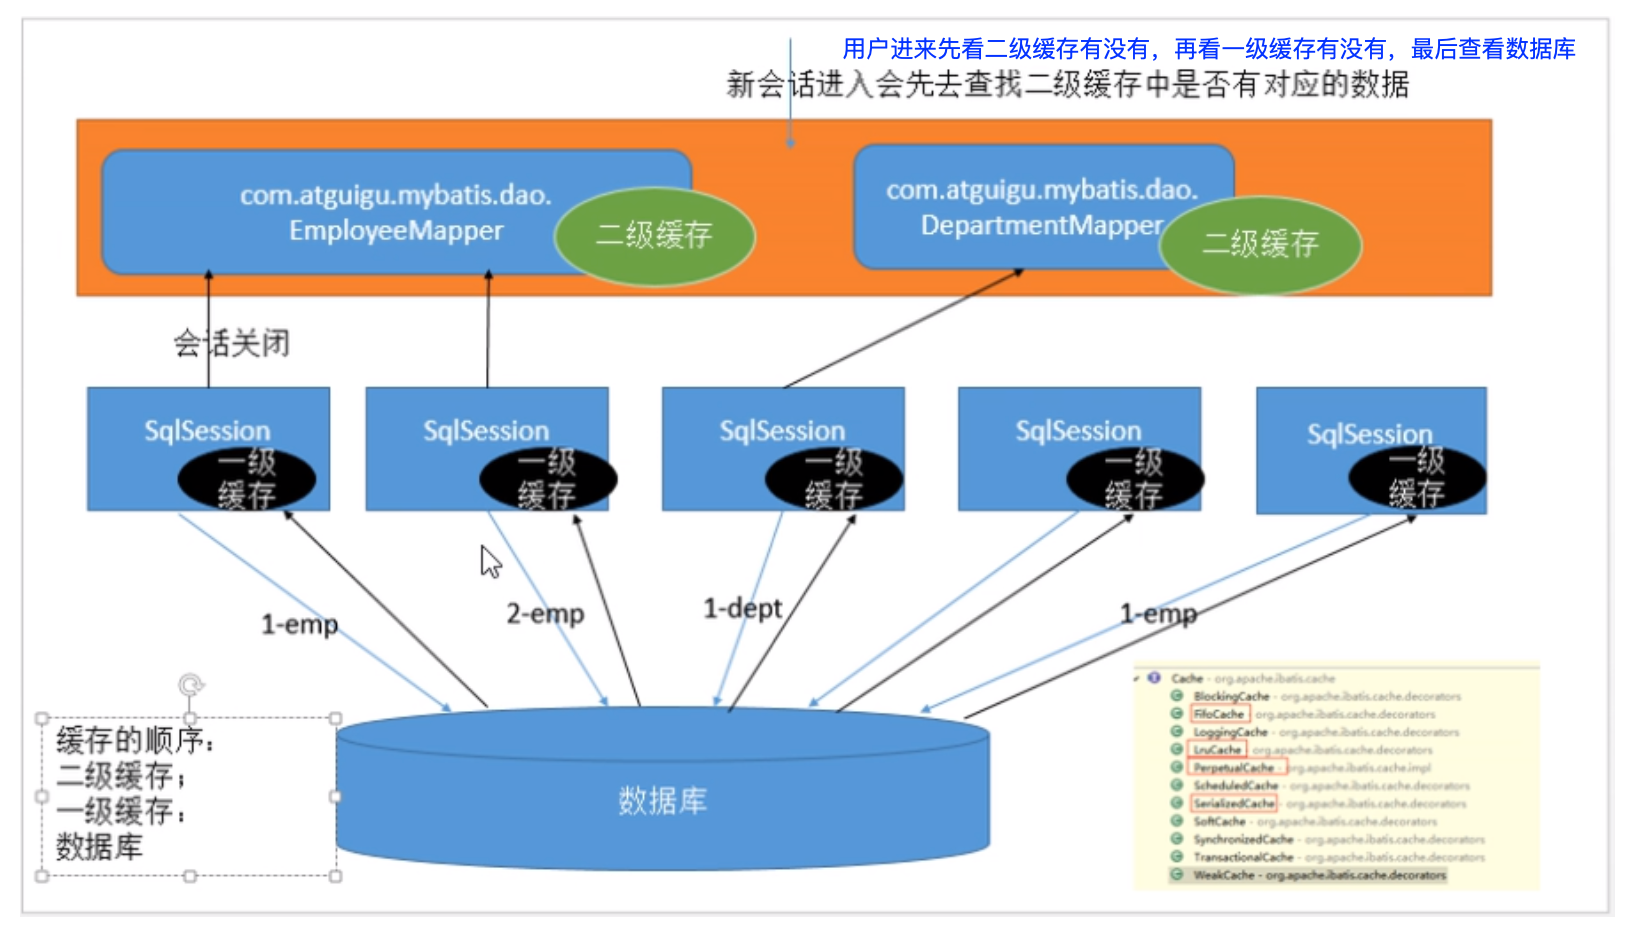 用户进来先看二级缓存有没有，再看一级缓存有没有，最后查看数据库
新会话进入会先去查找二级缓存中是否有对应的数据
com.atguigu.mybatis.dao.
EmployeeMapper
二级缓存
com.atguigu.mybatis.dao.
DepartmentMapper
二级缓存
会话关闭
SqlSession
一级
缓存
SqlSession
一级
缓存
SqlSession
一级
缓存
SqlSession
一级
缓存
SqlSession
一级
缓存
1-emp
2-emp
1-dept
1-emp
缓存的顺序：
二级缓存；
一级缓存：
数据库
数据库
Cache - org.apache.ibatis.cache
BlockingCache - org.apache.ibatis.cache.decorators
FifoCache org.apache.ibatis.cache.decorators
LoggingCache - org.apache.ibatis.cache.decorators
LruCache - org.apache.ibatis.cache.decorators
PerpetualCache - org.apache.ibatis.cache.impl
ScheduledCache - org.apache.ibatis.cache.decorators
SerializedCache - org.apache.ibatis.cache.decorators
SoftCache - org.apache.ibatis.cache.decorators
SynchronizedCache - org.apache.ibatis.cache.decorators
TransactionalCache - org.apache.ibatis.cache.decorators
WeakCache - org.apache.ibatis.cache.decorators